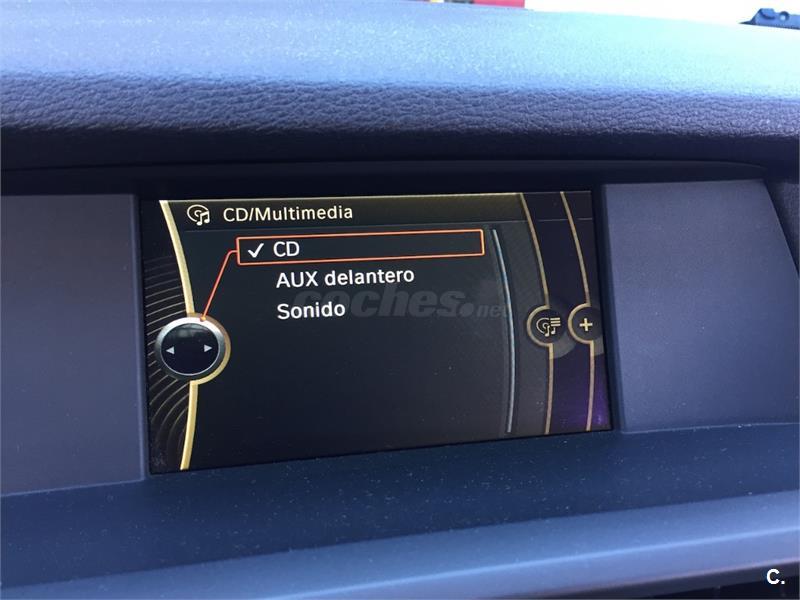 CD/Multimedia
✓ CD
AUX delantero
Sonido
coches.net
C.